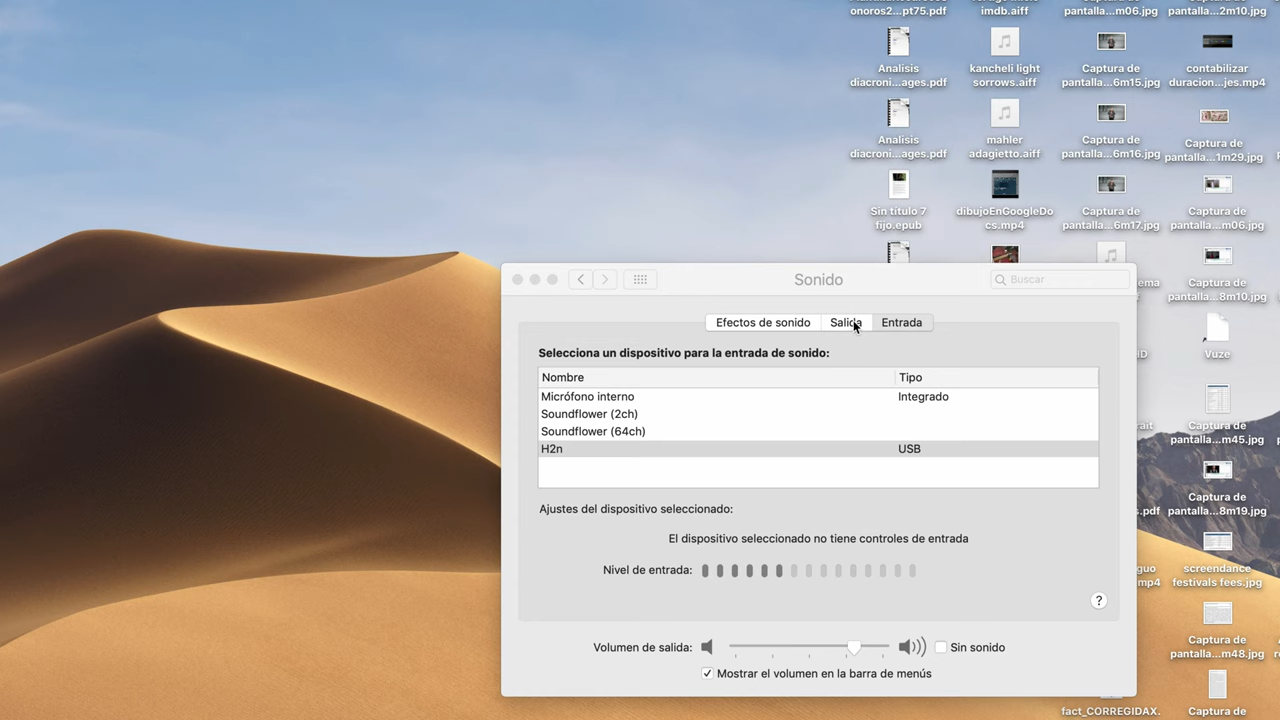 onoros2...pt75.pdf
imdb.aiff
pantalla...m06.jpg
pantalla...2m10.jpg
Analisis
diacroni...ages.pdf
kancheli light
sorrows.aiff
Captura de
pantalla...6m15.jpg
contabilizar
duracion...jes.mp4
Analisis
diacroni...ages.pdf
mahler
adagietto.aiff
Captura de
pantalla...6m16.jpg
Captura de
pantalla...1m29.jpg
Sin titulo 7
fijo.epub
dibujoEnGoogleDo
cs.mp4
Captura de
pantalla...6m17.jpg
Captura de
pantalla...m06.jpg
Captura de
pantalla...8m10.jpg
Vuze
Captura de
pantalla...m45.jpg
Captura de
pantalla...8m19.jpg
screendance
festivals fees.jpg
Captura de
pantalla...m48.jpg
fact_CORREGIDAX.
Captura de
Sonido
Buscar
Efectos de sonido
Salida
Entrada
Selecciona un dispositivo para la entrada de sonido:
Nombre Tipo
Micrófono interno Integrado
Soundflower (2ch)
Soundflower (64ch)
H2n USB
Ajustes del dispositivo seleccionado:
El dispositivo seleccionado no tiene controles de entrada
Nivel de entrada:
?
Volumen de salida:
Sin sonido
Mostrar el volumen en la barra de menús